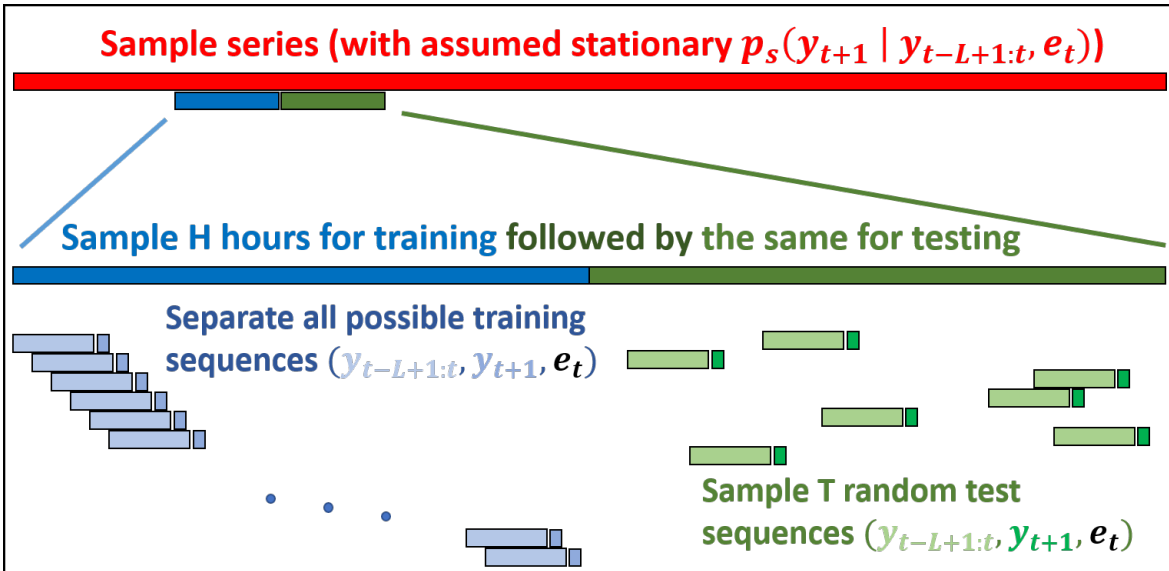 Sample series (with assumed stationary $p_s(y_{t+1} \mid y_{t-L+1:t}, e_t)$)
Sample H hours for training followed by the same for testing
Separate all possible training
sequences ($y_{t-L+1:t}, y_{t+1}, e_t$)
Sample T random test
sequences ($y_{t-L+1:t}, y_{t+1}, e_t$)